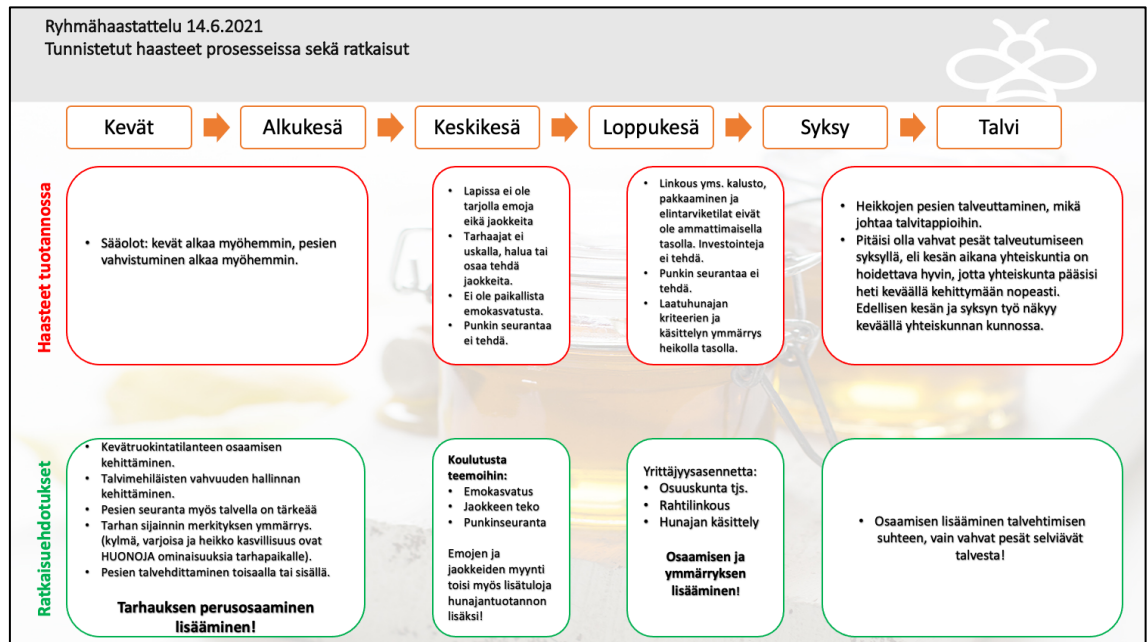 Ryhmähaastattelu 14.6.2021
Tunnistetut haasteet prosesseissa sekä ratkaisut
Kevät
Alkukesä
Keskikesä
Loppukesä
Syksy
Talvi
Haasteet tuotannossa
• Sääolot: kevät alkaa myöhemmin, pesien
vahvistuminen alkaa myöhemmin.
• Lapissa ei ole
tarjolla emoja
eikä jaokkeita
• Tarhaajat ei
uskalla, halua tai
osaa tehdä
jaokkeita.
• Ei ole paikallista
emokasvatusta.
• Punkin seurantaa
ei tehdä.
• Linkous yms. kalusto,
pakkaaminen ja
elintarviketilat eivät
ole ammattimaisella
tasolla. Investointeja
ei tehdä.
• Punkin seurantaa ei
tehdä.
• Laatuhunajan
kriteerien ja
käsittelyn ymmärrys
heikolla tasolla.
• Heikkojen pesien talveuttaminen, mikä
johtaa talvitappioihin.
• Pitäisi olla vahvat pesät talveutumiseen
syksyllä, eli kesän aikana yhteiskuntia on
hoidettava hyvin, jotta yhteiskunta pääsisi
heti keväällä kehittymään nopeasti.
Edellisen kesän ja syksyn työ näkyy
keväällä yhteiskunnan kunnossa.
Ratkaisuehdotukset
• Kevätruokintatilanteen osaamisen
kehittäminen.
• Talvimehiläisten vahvuuden hallinnan
kehittäminen.
• Pesien seuranta myös talvella on tärkeää
• Tarhan sijainnin merkityksen ymmärrys.
(kylmä, varjoisa ja heikko kasvillisuus ovat
HUONOJA ominaisuuksia tarhapaikalle).
• Pesien talvehdittaminen toisaalla tai sisällä.
Tarhauksen perusosaaminen
lisääminen!
Koulutusta
teemoihin:
• Emokasvatus
• Jaokkeen teko
• Punkinseuranta
Emojen ja
jaokkeiden myynti
toisi myös lisätuloja
hunajantuotannon
lisäksi!
Yrittäjyysasennetta:
• Osuuskunta tjs.
• Rahtilinkous
• Hunajan käsittely
Osaamisen ja
ymmärryksen
lisääminen!
• Osaamisen lisääminen talvehtimisen
suhteen, vain vahvat pesät selviävät
talvesta!